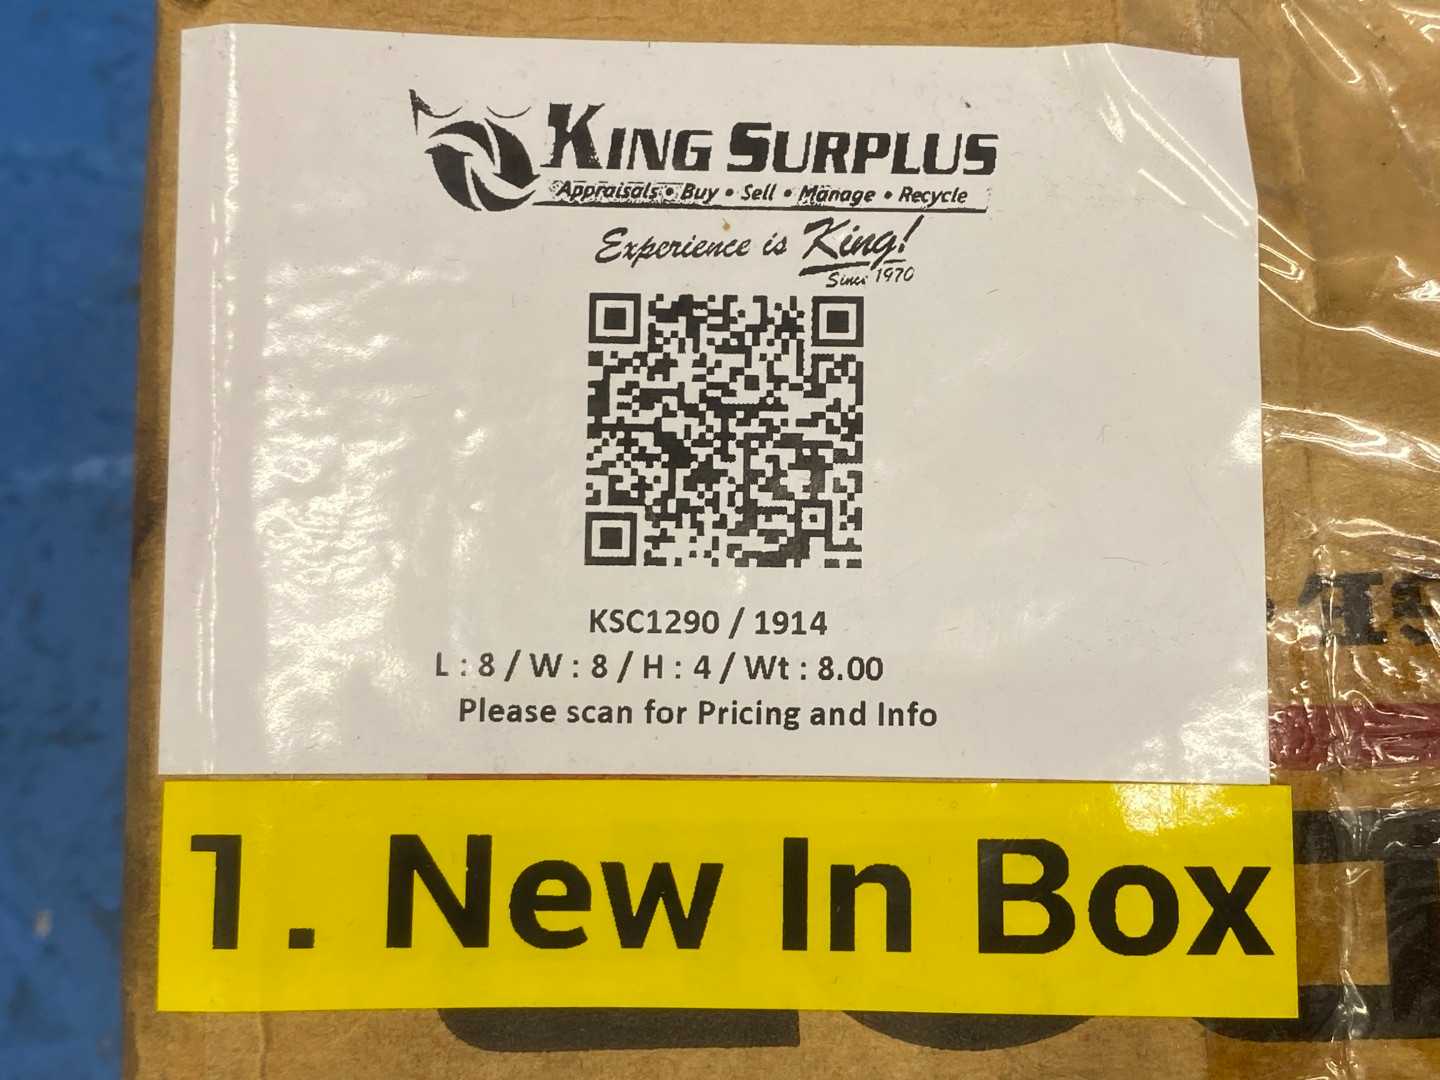 KING SURPLUS
Appraisals • Buy • Sell • Manage • Recycle
Experience is King!
Since 1970
KSC1290 / 1914
L : 8 / W : 8 / H : 4 / Wt : 8.00
Please scan for Pricing and Info
1. New In Box